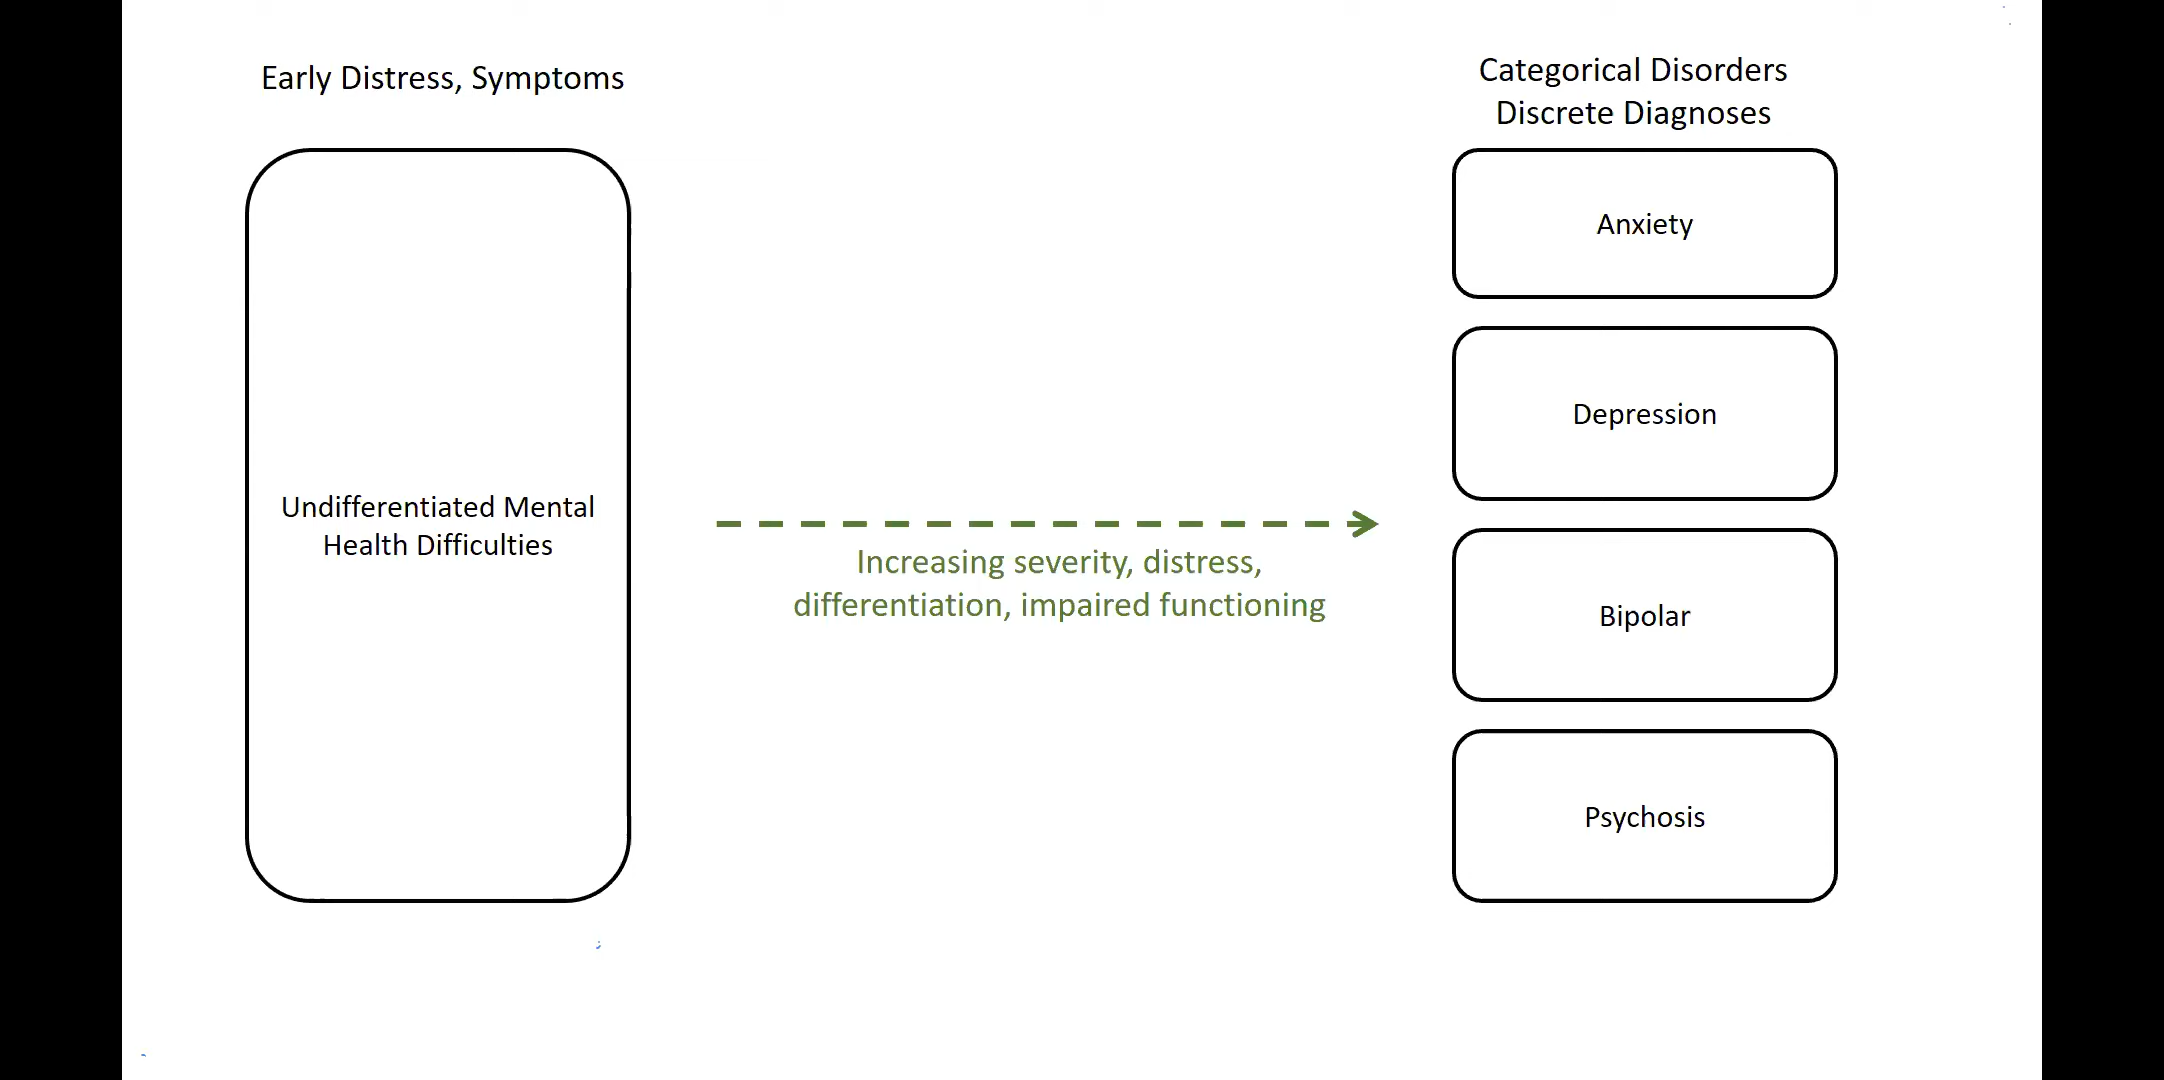 Early Distress, Symptoms
Undifferentiated Mental
Health Difficulties
Increasing severity, distress,
differentiation, impaired functioning
Categorical Disorders
Discrete Diagnoses
Anxiety
Depression
Bipolar
Psychosis